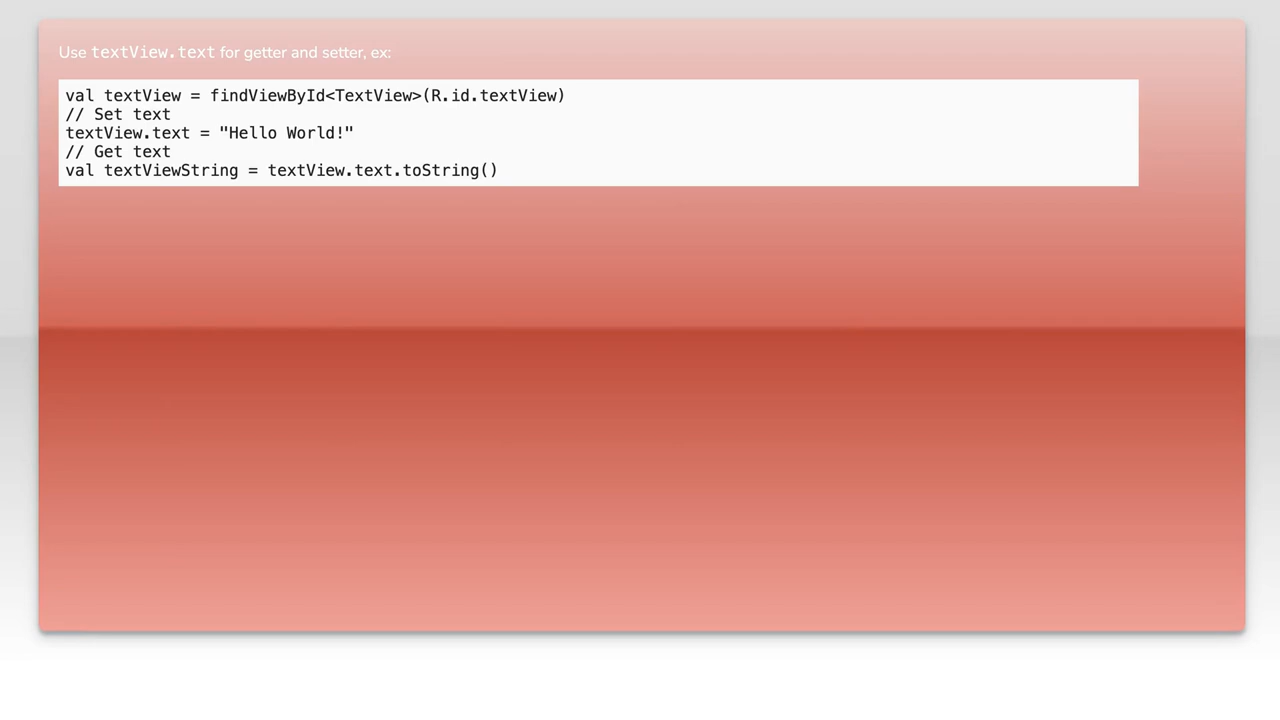 Use textView.text for getter and setter, ex:
val textView = findViewById<TextView>(R.id.textView)
// Set text
textView.text = "Hello World!"
// Get text
val textViewString = textView.text.toString()